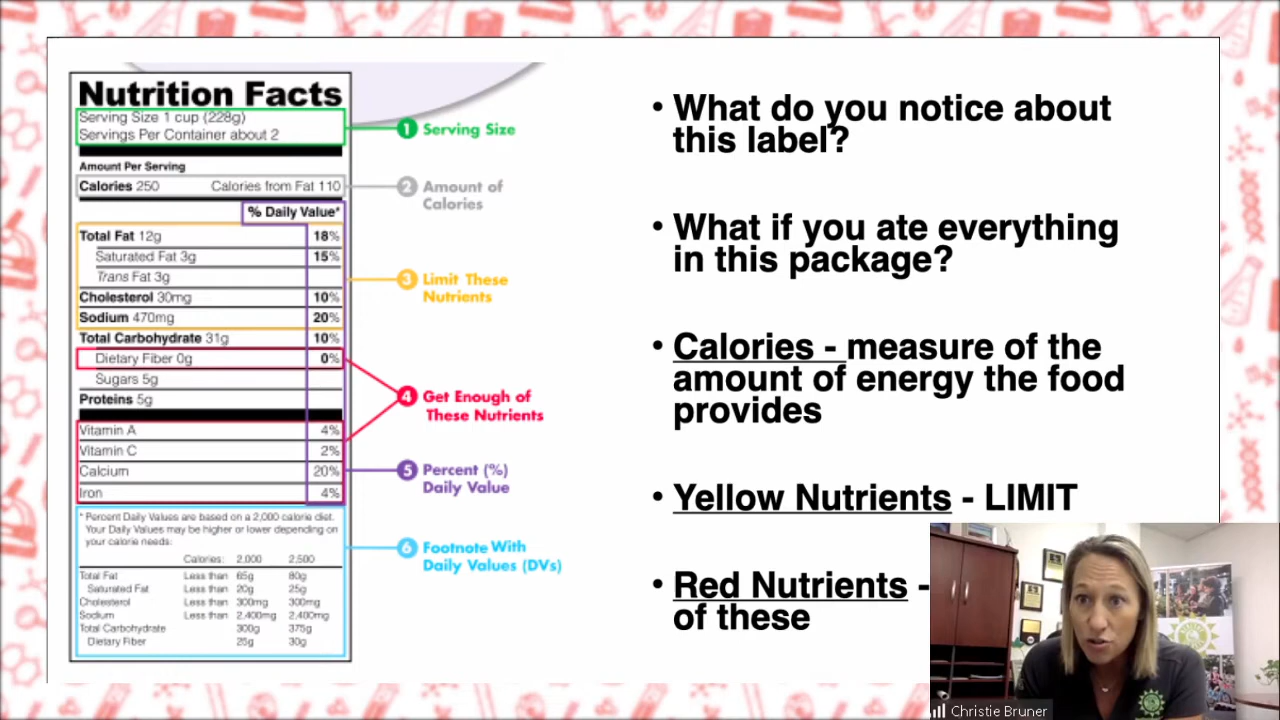 Nutrition Facts
Serving Size 1 cup (228g)
Servings Per Container about 2
Amount Per Serving
Calories 250 Calories from Fat 110
% Daily Value*
Total Fat 12g 18%
Saturated Fat 3g 15%
Trans Fat 3g
Cholesterol 30mg 10%
Sodium 470mg 20%
Total Carbohydrate 31g 10%
Dietary Fiber 0g 0%
Sugars 5g
Proteins 5g
Vitamin A 4%
Vitamin C 2%
Calcium 20%
Iron 4%
* Percent Daily Values are based on a 2,000 calorie diet.
Your Daily Values may be higher or lower depending on
your calorie needs:
Calories: 2,000 2,500
Total Fat Less than 65g 80g
Saturated Fat Less than 20g 25g
Cholesterol Less than 300mg 300mg
Sodium Less than 2,400mg 2,400mg
Total Carbohydrate 300g 375g
Dietary Fiber 25g 30g
1 Serving Size
2 Amount of
Calories
3 Limit These
Nutrients
4 Get Enough of
These Nutrients
5 Percent (%)
Daily Value
6 Footnote With
Daily Values (DVs)
• What do you notice about
this label?
• What if you ate everything
in this package?
• Calories - measure of the
amount of energy the food
provides
• Yellow Nutrients - LIMIT
• Red Nutrients -
of these
Christie Bruner